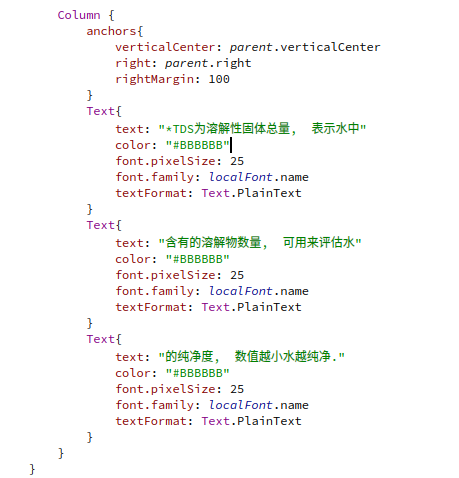 Column {
anchors{
verticalCenter: parent.verticalCenter
right: parent.right
rightMargin: 100
}
Text{
text: "*TDS为溶解性固体总量， 表示水中"
color: "#BBBBBB"
font.pixelSize: 25
font.family: localFont.name
textFormat: Text.PlainText
}
Text{
text: "含有的溶解物数量， 可用来评估水"
color: "#BBBBBB"
font.pixelSize: 25
font.family: localFont.name
textFormat: Text.PlainText
}
Text{
text: "的纯净度， 数值越小水越纯净."
color: "#BBBBBB"
font.pixelSize: 25
font.family: localFont.name
textFormat: Text.PlainText
}
}
}